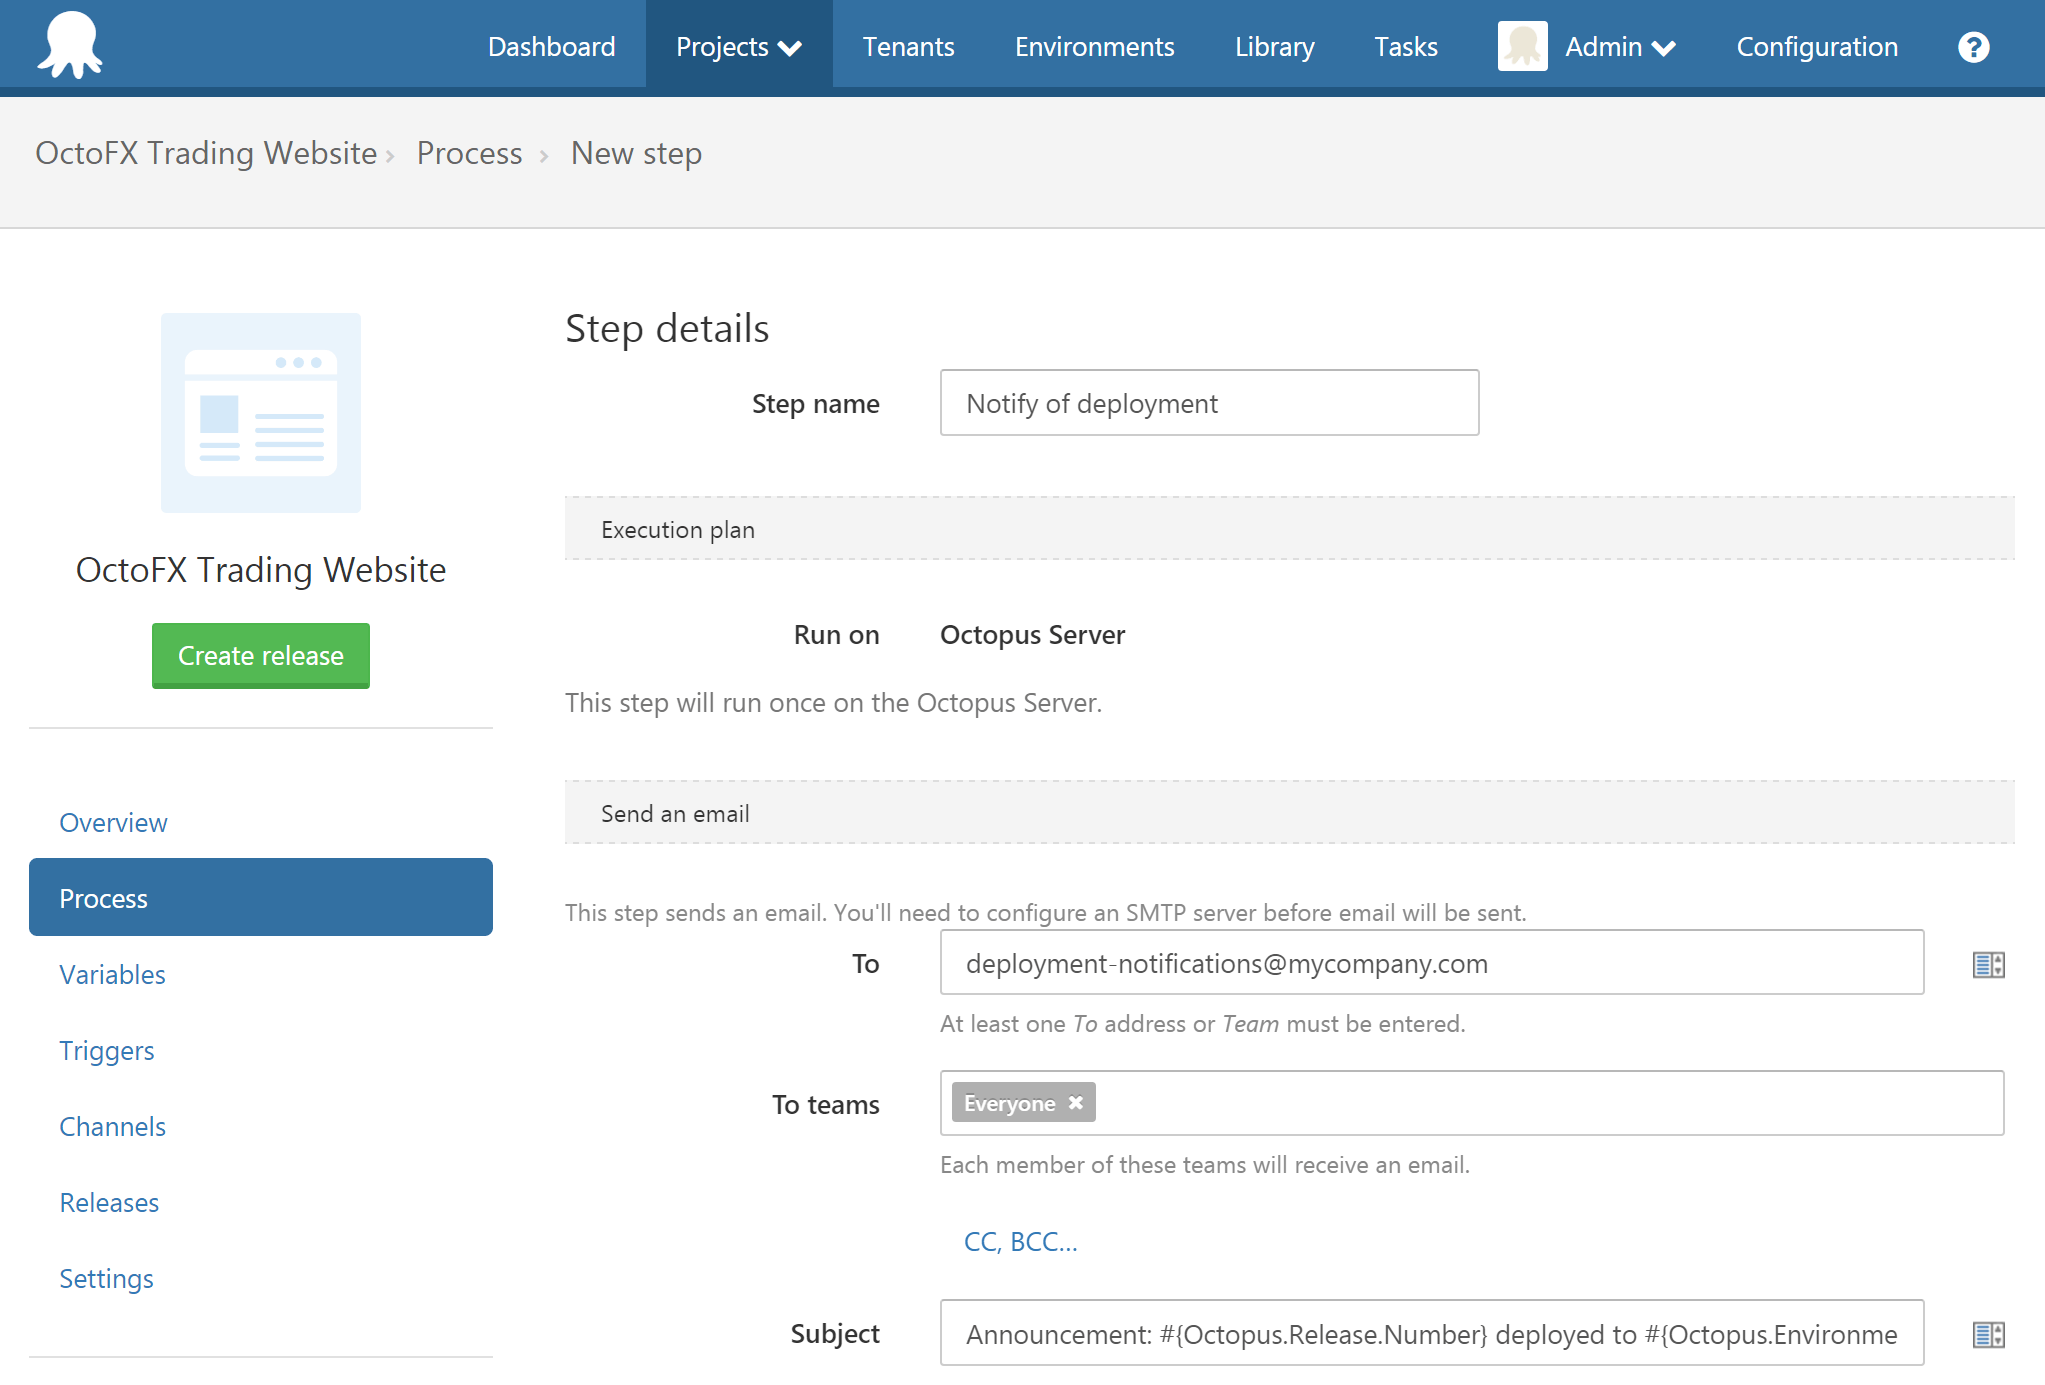 Dashboard Projects Tenants Environments Library Tasks Admin Configuration ?
OctoFX Trading Website › Process › New step
OctoFX Trading Website
Create release
Overview
Process
Variables
Triggers
Channels
Releases
Settings
Step details
Step name Notify of deployment
Execution plan
Run on Octopus Server
This step will run once on the Octopus Server.
Send an email
This step sends an email. You'll need to configure an SMTP server before email will be sent.
To deployment-notifications@mycompany.com
At least one To address or Team must be entered.
To teams Everyone ×
Each member of these teams will receive an email.
CC, BCC...
Subject Announcement: #{Octopus.Release.Number} deployed to #{Octopus.Environme